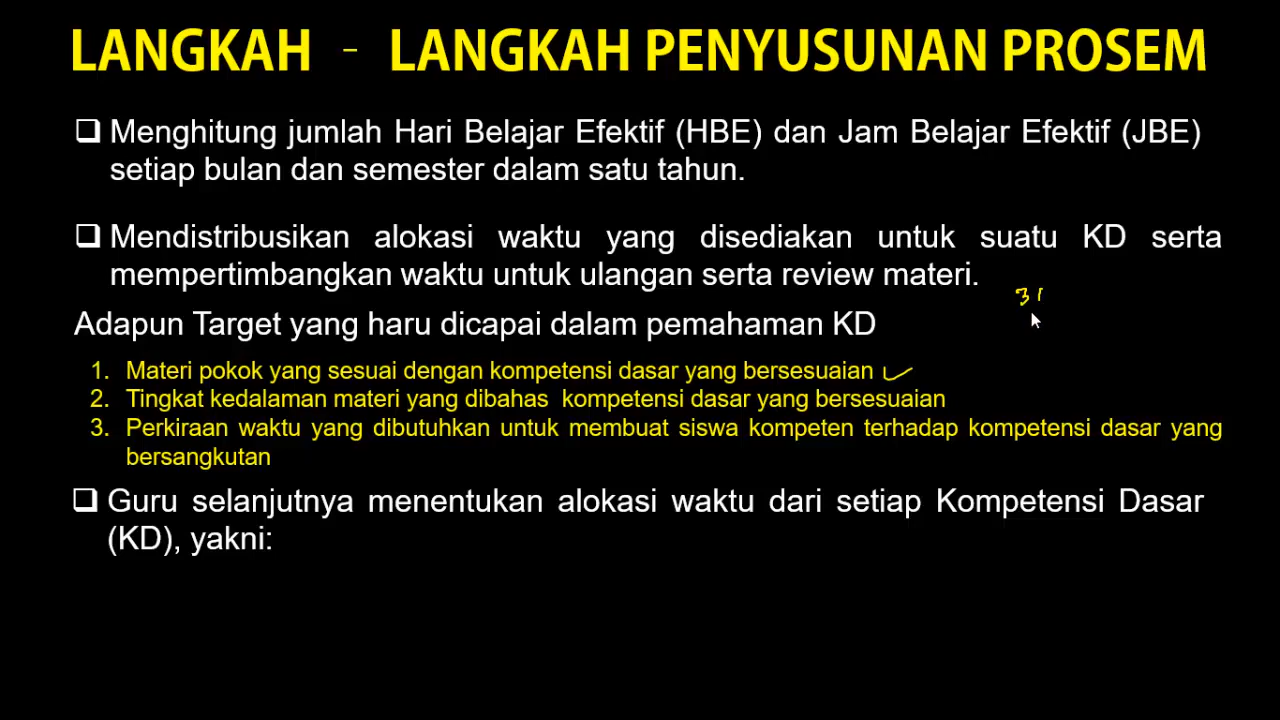 LANGKAH - LANGKAH PENYUSUNAN PROSEM
❑ Menghitung jumlah Hari Belajar Efektif (HBE) dan Jam Belajar Efektif (JBE)
setiap bulan dan semester dalam satu tahun.
❑ Mendistribusikan alokasi waktu yang disediakan untuk suatu KD serta
mempertimbangkan waktu untuk ulangan serta review materi.
Adapun Target yang haru dicapai dalam pemahaman KD
1. Materi pokok yang sesuai dengan kompetensi dasar yang bersesuaian
2. Tingkat kedalaman materi yang dibahas kompetensi dasar yang bersesuaian
3. Perkiraan waktu yang dibutuhkan untuk membuat siswa kompeten terhadap kompetensi dasar yang
bersangkutan
❑ Guru selanjutnya menentukan alokasi waktu dari setiap Kompetensi Dasar
(KD), yakni: